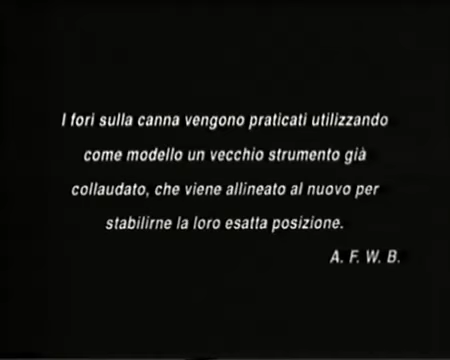 I fori sulla canna vengono praticati utilizzando
come modello un vecchio strumento già
collaudato, che viene allineato al nuovo per
stabilirne la loro esatta posizione.
A. F. W. B.